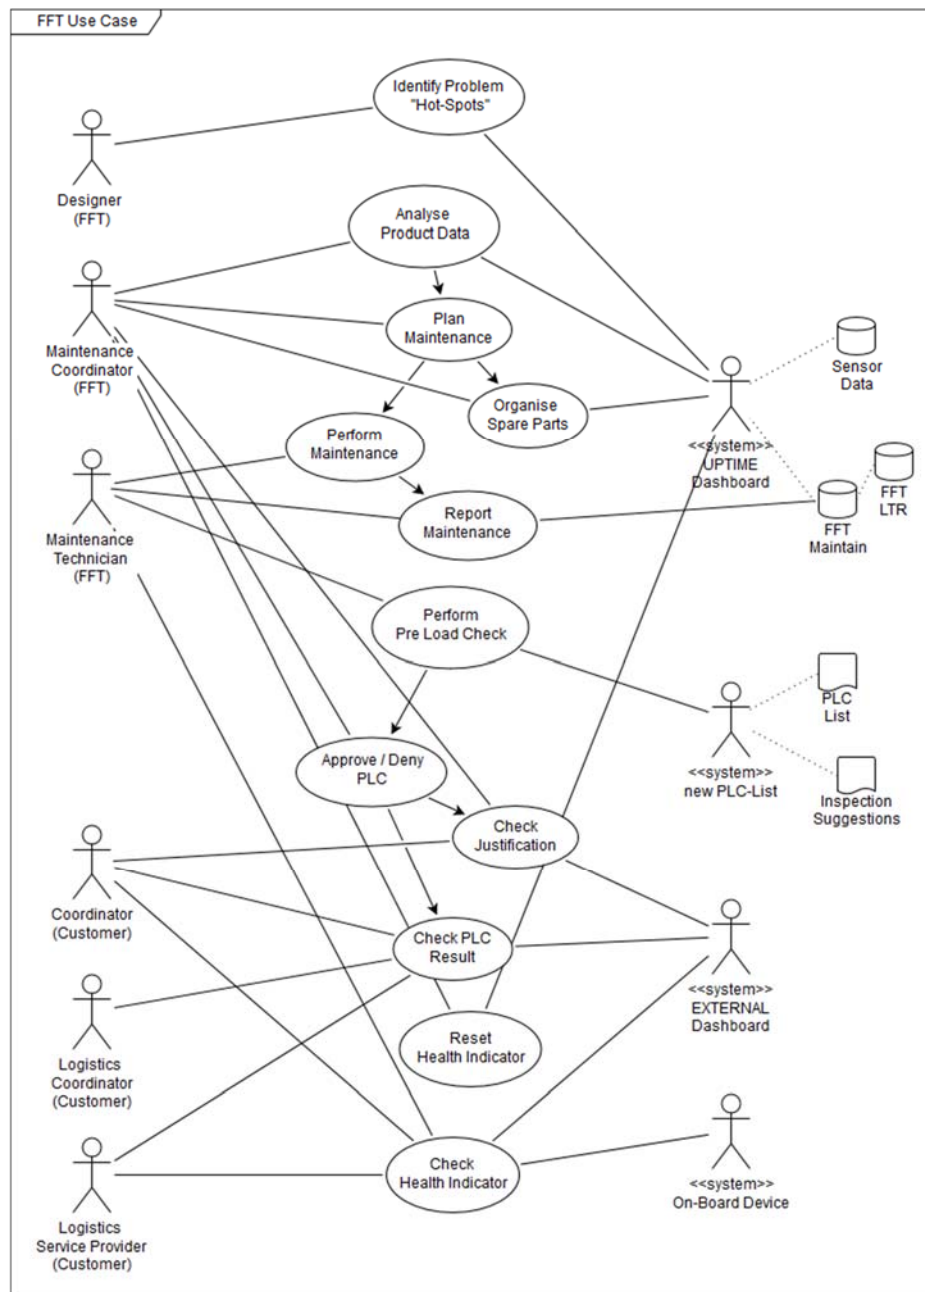 FFT Use Case
Identify Problem
"Hot-Spots"
Designer
(FFT)
Analyse
Product Data
Maintenance
Coordinator
(FFT)
Plan
Maintenance
Organise
Spare Parts
Sensor
Data
<<system>>
UPTIME
Dashboard
Perform
Maintenance
Maintenance
Technician
(FFT)
Report
Maintenance
FFT
Maintain
FFT
LTR
Perform
Pre Load Check
PLC
List
<<system>>
new PLC-List
Inspection
Suggestions
Approve / Deny
PLC
Check
Justification
Coordinator
(Customer)
Check PLC
Result
<<system>>
EXTERNAL
Dashboard
Logistics
Coordinator
(Customer)
Reset
Health Indicator
Check
Health Indicator
<<system>>
On-Board Device
Logistics
Service Provider
(Customer)